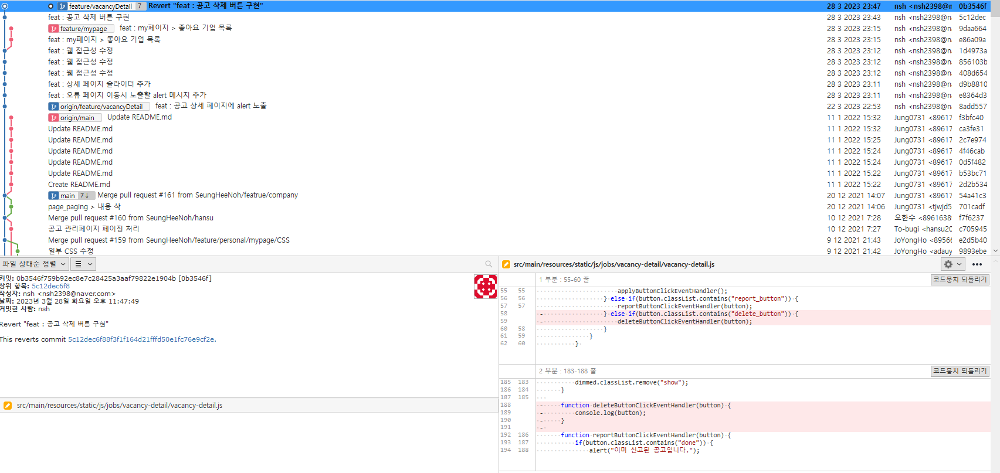 feature/vacancyDetail 7 Revert "feat : 공고 삭제 버튼 구현" 28 3 2023 23:47 nsh <nsh2398@n 0b3546f
feat : 공고 삭제 버튼 구현 28 3 2023 23:43 nsh <nsh2398@n 5c12dec
feature/mypage feat : my페이지 > 좋아요 기업 목록 28 3 2023 23:15 nsh <nsh2398@n 9daa664
feat : my페이지 > 좋아요 기업 목록 28 3 2023 23:15 nsh <nsh2398@n e86a09a
feat : 웹 접근성 수정 28 3 2023 23:12 nsh <nsh2398@n 1d4973a
feat : 웹 접근성 수정 28 3 2023 23:12 nsh <nsh2398@n 856103b
feat : 웹 접근성 수정 28 3 2023 23:12 nsh <nsh2398@n 408d654
feat : 상세 페이지 슬라이더 추가 28 3 2023 23:11 nsh <nsh2398@n d9b8810
feat : 오류 페이지 이동시 노출할 alert 메시지 추가 28 3 2023 23:11 nsh <nsh2398@n e8364d3
origin/feature/vacancyDetail feat : 공고 상세 페이지에 alert 노출 22 3 2023 22:53 nsh <nsh2398@n 8add557
origin/main Update README.md 11 1 2022 15:32 Jung0731 <89617 f3bfc40
Update README.md 11 1 2022 15:32 Jung0731 <89617 ca3fe31
Update README.md 11 1 2022 15:25 Jung0731 <89617 2c7e974
Update README.md 11 1 2022 15:24 Jung0731 <89617 4f46cab
Update README.md 11 1 2022 15:24 Jung0731 <89617 0d5f482
Update README.md 11 1 2022 15:22 Jung0731 <89617 b53bc71
Create README.md 11 1 2022 15:22 Jung0731 <89617 2d2b534
main 7↓ Merge pull request #161 from SeungHeeNoh/featrue/company 20 12 2021 14:07 Jung0731 <89617 54a41c3
page_paging > 내용 삭 20 12 2021 14:06 Jung0731 <tjwjd5 701cadf
Merge pull request #160 from SeungHeeNoh/hansu 10 12 2021 7:28 오한수 <8961638 f7f6237
공고 관리페이지 페이징 처리 10 12 2021 7:27 To-bugi <hansu20 c705945
Merge pull request #159 from SeungHeeNoh/feature/personal/mypage/CSS 9 12 2021 21:43 JoYongHo <89566 e2d5b40
일부 CSS 수정 9 12 2021 21:42 JoYongHo <adauy 9893ebe
파일 상태순 정렬
커밋: 0b3546f759b92ec8e7c28425a3aaf79822e1904b [0b3546f]
상위 항목: 5c12dec6f8
작성자: nsh <nsh2398@naver.com>
날짜: 2023년 3월 28일 화요일 오후 11:47:49
커밋한 사람: nsh
Revert "feat : 공고 삭제 버튼 구현"
This reverts commit 5c12dec6f88f3f1f164d21fffd50e1fc76e9cf2e.
src/main/resources/static/js/jobs/vacancy-detail/vacancy-detail.js
src/main/resources/static/js/jobs/vacancy-detail/vacancy-detail.js
1 부분 : 55-60 줄 코드뭉치 되돌리기
55 55 applyButtonClickEventHandler();
56 56 } else if(button.classList.contains("report_button")) {
57 57 reportButtonClickEventHandler(button);
58 - } else if(button.classList.contains("delete_button")) {
59 - deleteButtonClickEventHandler(button);
60 58 }
61 59 }
62 60 }
2 부분 : 183-188 줄 코드뭉치 되돌리기
185 183 dimmed.classList.remove("show");
186 184 }
187 185
188 - function deleteButtonClickEventHandler(button) {
189 - console.log(button);
190 - }
191 -
192 186 function reportButtonClickEventHandler(button) {
193 187 if(button.classList.contains("done")) {
194 188 alert("이미 신고된 공고입니다.");